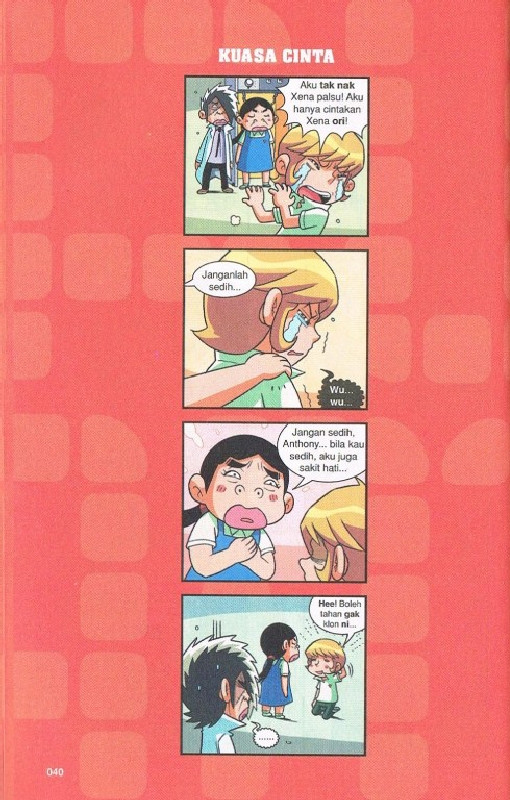 KUASA CINTA
Aku tak nak
Xena palsu! Aku
hanya cintakan
Xena ori!
Janganlah
sedih...
Wu...
wu...
Jangan sedih,
Anthony... bila kau
sedih, aku juga
sakit hati...
Hee! Boleh
tahan gak
klon ni...
......
040